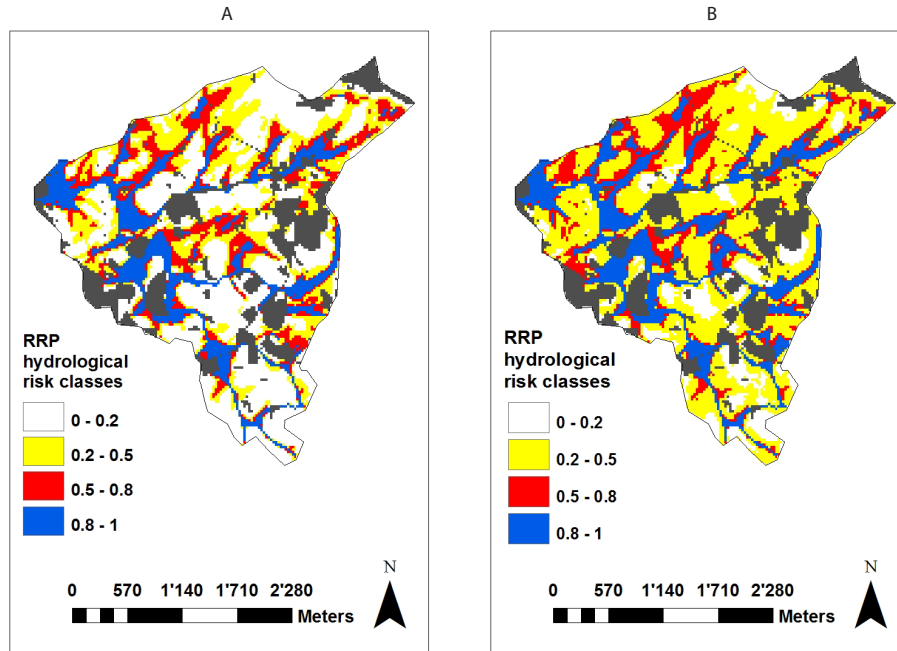 A
RRP
hydrological
risk classes
0 - 0.2
0.2 - 0.5
0.5 - 0.8
0.8 - 1
0 570 1'140 1'710 2'280
Meters
N
B
RRP
hydrological
risk classes
0 - 0.2
0.2 - 0.5
0.5 - 0.8
0.8 - 1
0 570 1'140 1'710 2'280
Meters
N